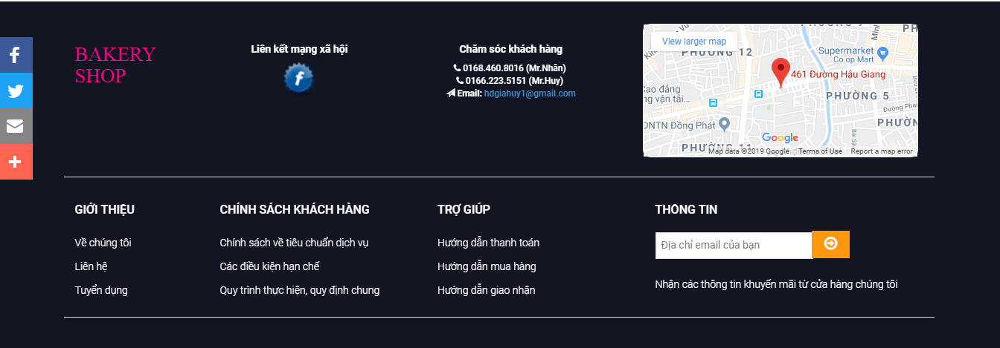 BAKERY
SHOP
Liên kết mạng xã hội
Chăm sóc khách hàng
0168.460.8016 (Mr.Nhân)
0166.223.5151 (Mr.Huy)
Email: hdgiahuy1@gmail.com
View larger map
PHƯỜNG 12
Supermarket
Co.op Mart
461 Đường Hậu Giang
Cao đẳng
ng vận tải...
PHƯỜNG 5
Đường Phan
PHƯỜN
DNTN Đồng Phát
Bãi Sậy
Google
PHƯỜNG 11
Map data ©2019 Google
Terms of Use
Report a map error
GIỚI THIỆU
Về chúng tôi
Liên hệ
Tuyển dụng
CHÍNH SÁCH KHÁCH HÀNG
Chính sách về tiêu chuẩn dịch vụ
Các điều kiện hạn chế
Quy trình thực hiện, quy định chung
TRỢ GIÚP
Hướng dẫn thanh toán
Hướng dẫn mua hàng
Hướng dẫn giao nhận
THÔNG TIN
Địa chỉ email của bạn
Nhận các thông tin khuyến mãi từ cửa hàng chúng tôi